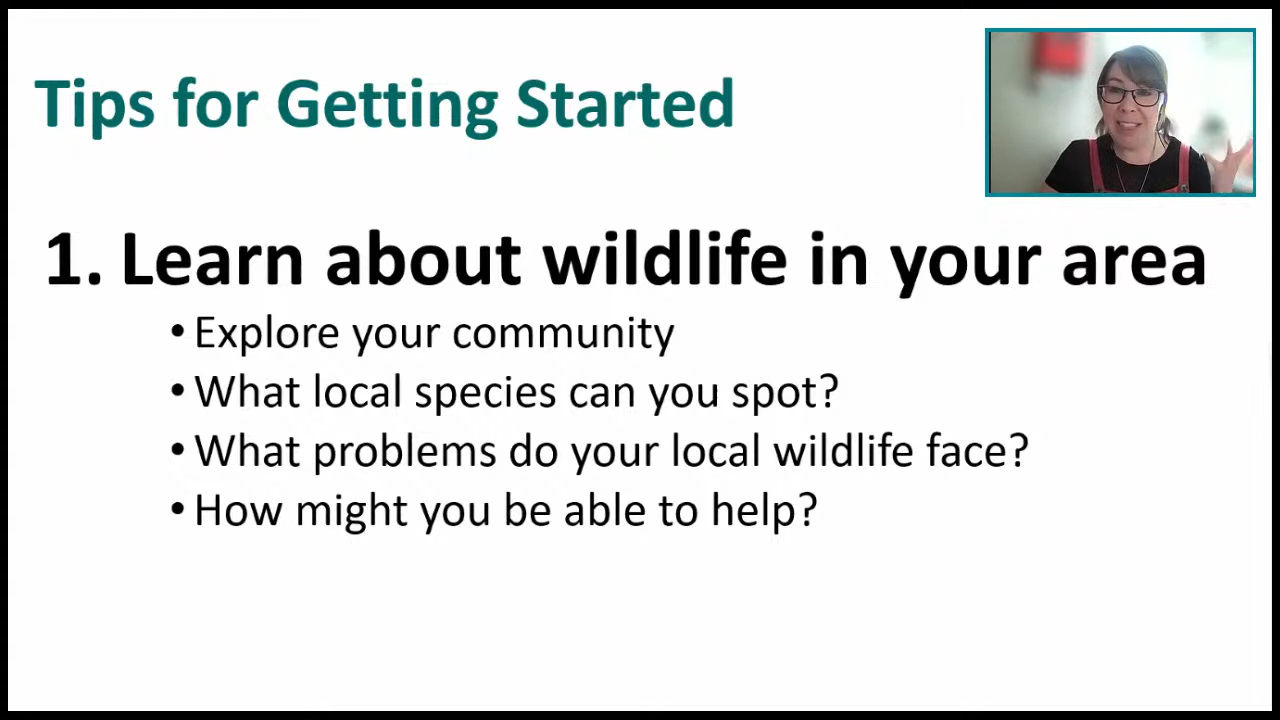 Tips for Getting Started
1. Learn about wildlife in your area
• Explore your community
• What local species can you spot?
• What problems do your local wildlife face?
• How might you be able to help?